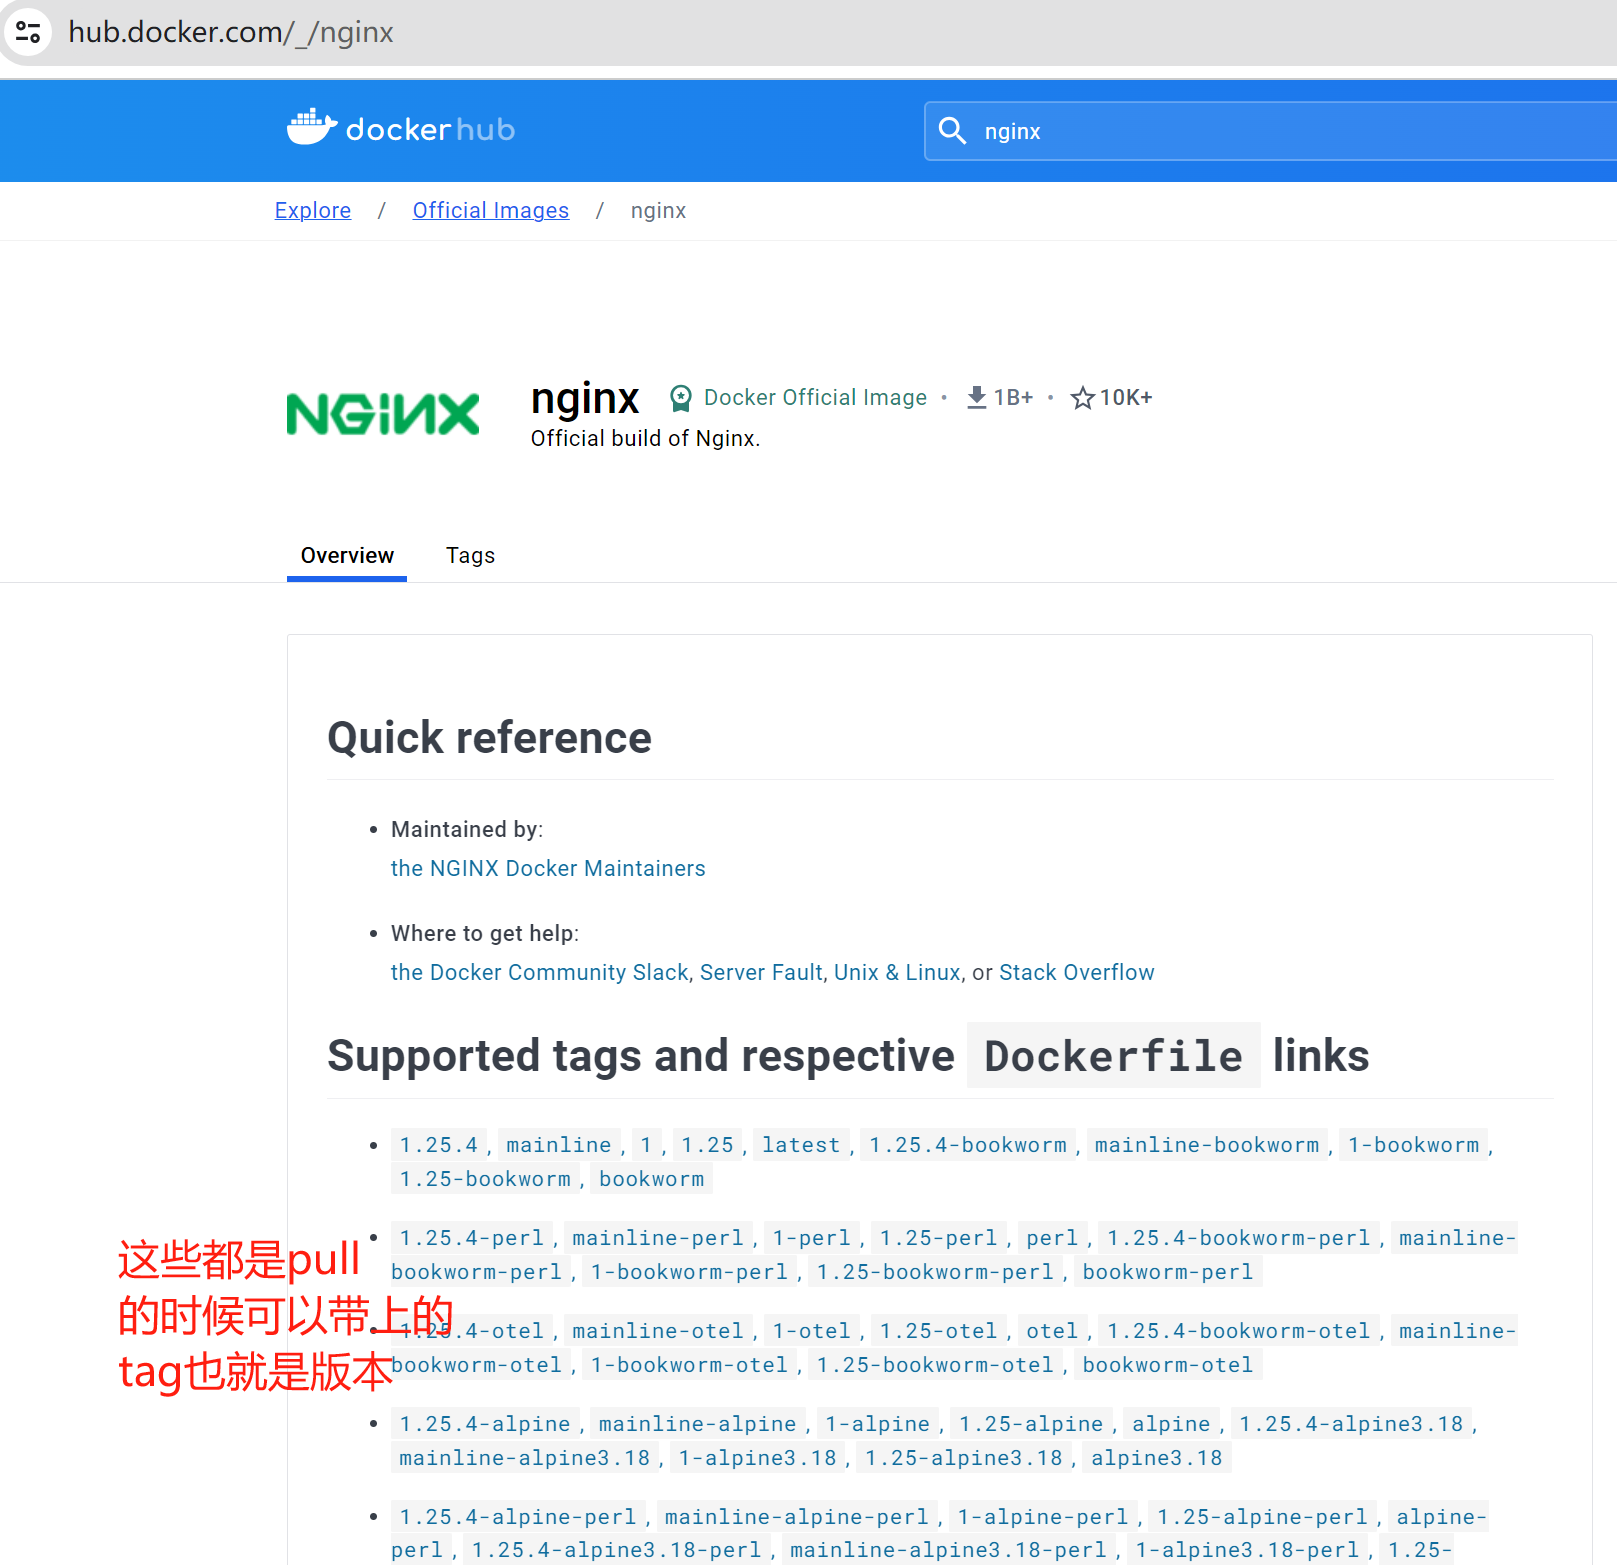 hub.docker.com/_/nginx
docker hub
nginx
Explore / Official Images / nginx
NGINX
nginx Docker Official Image • 1B+ • 10K+
Official build of Nginx.
Overview Tags
Quick reference
• Maintained by:
the NGINX Docker Maintainers
• Where to get help:
the Docker Community Slack, Server Fault, Unix & Linux, or Stack Overflow
Supported tags and respective Dockerfile links
• 1.25.4, mainline, 1, 1.25, latest, 1.25.4-bookworm, mainline-bookworm, 1-bookworm,
1.25-bookworm, bookworm
• 1.25.4-perl, mainline-perl, 1-perl, 1.25-perl, perl, 1.25.4-bookworm-perl, mainline-
bookworm-perl, 1-bookworm-perl, 1.25-bookworm-perl, bookworm-perl
• 1.25.4-otel, mainline-otel, 1-otel, 1.25-otel, otel, 1.25.4-bookworm-otel, mainline-
bookworm-otel, 1-bookworm-otel, 1.25-bookworm-otel, bookworm-otel
• 1.25.4-alpine, mainline-alpine, 1-alpine, 1.25-alpine, alpine, 1.25.4-alpine3.18,
mainline-alpine3.18, 1-alpine3.18, 1.25-alpine3.18, alpine3.18
• 1.25.4-alpine-perl, mainline-alpine-perl, 1-alpine-perl, 1.25-alpine-perl, alpine-
perl, 1.25.4-alpine3.18-perl, mainline-alpine3.18-perl, 1-alpine3.18-perl, 1.25-
这些都是pull
的时候可以带上的
tag也就是版本